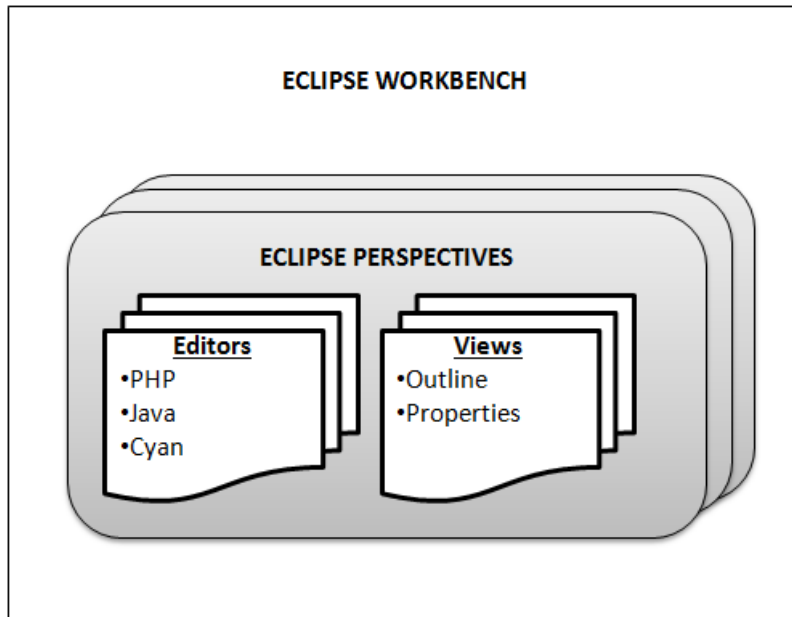 ECLIPSE WORKBENCH
ECLIPSE PERSPECTIVES
Editors
•PHP
•Java
•Cyan
Views
•Outline
•Properties